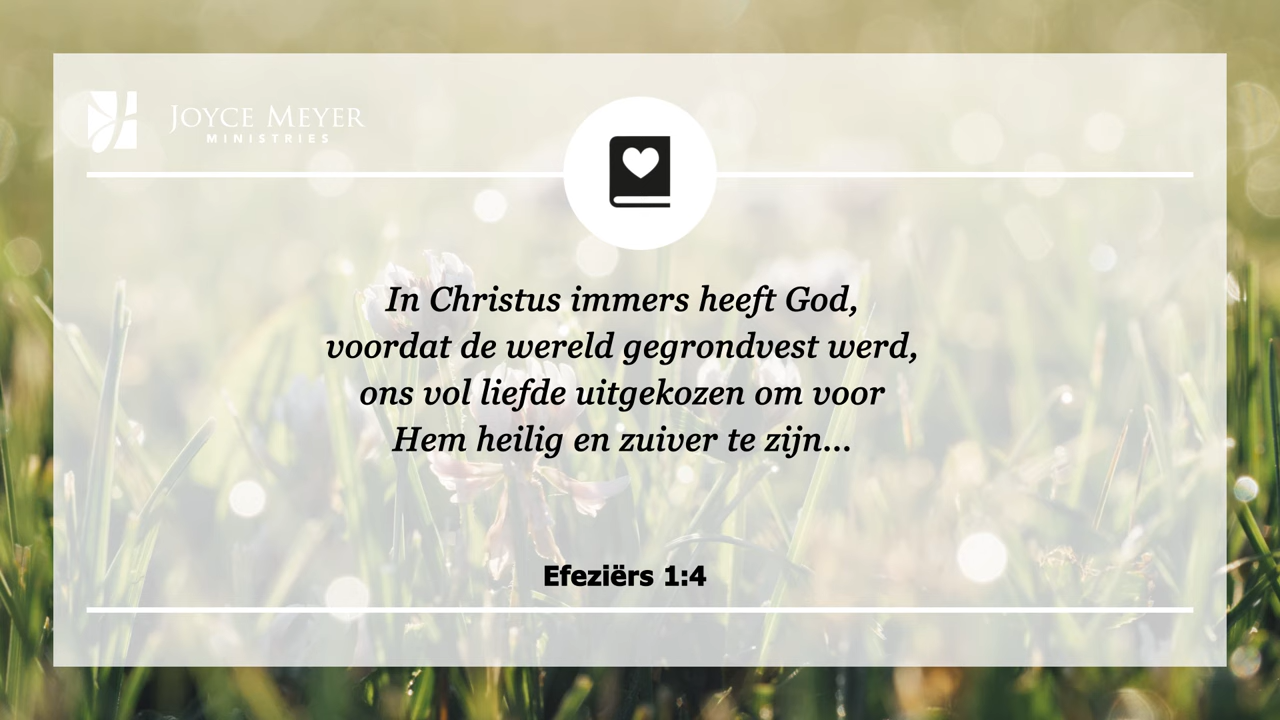 JOYCE MEYER
MINISTRIES
In Christus immers heeft God,
voordat de wereld gegrondvest werd,
ons vol liefde uitgekozen om voor
Hem heilig en zuiver te zijn...
Efeziërs 1:4